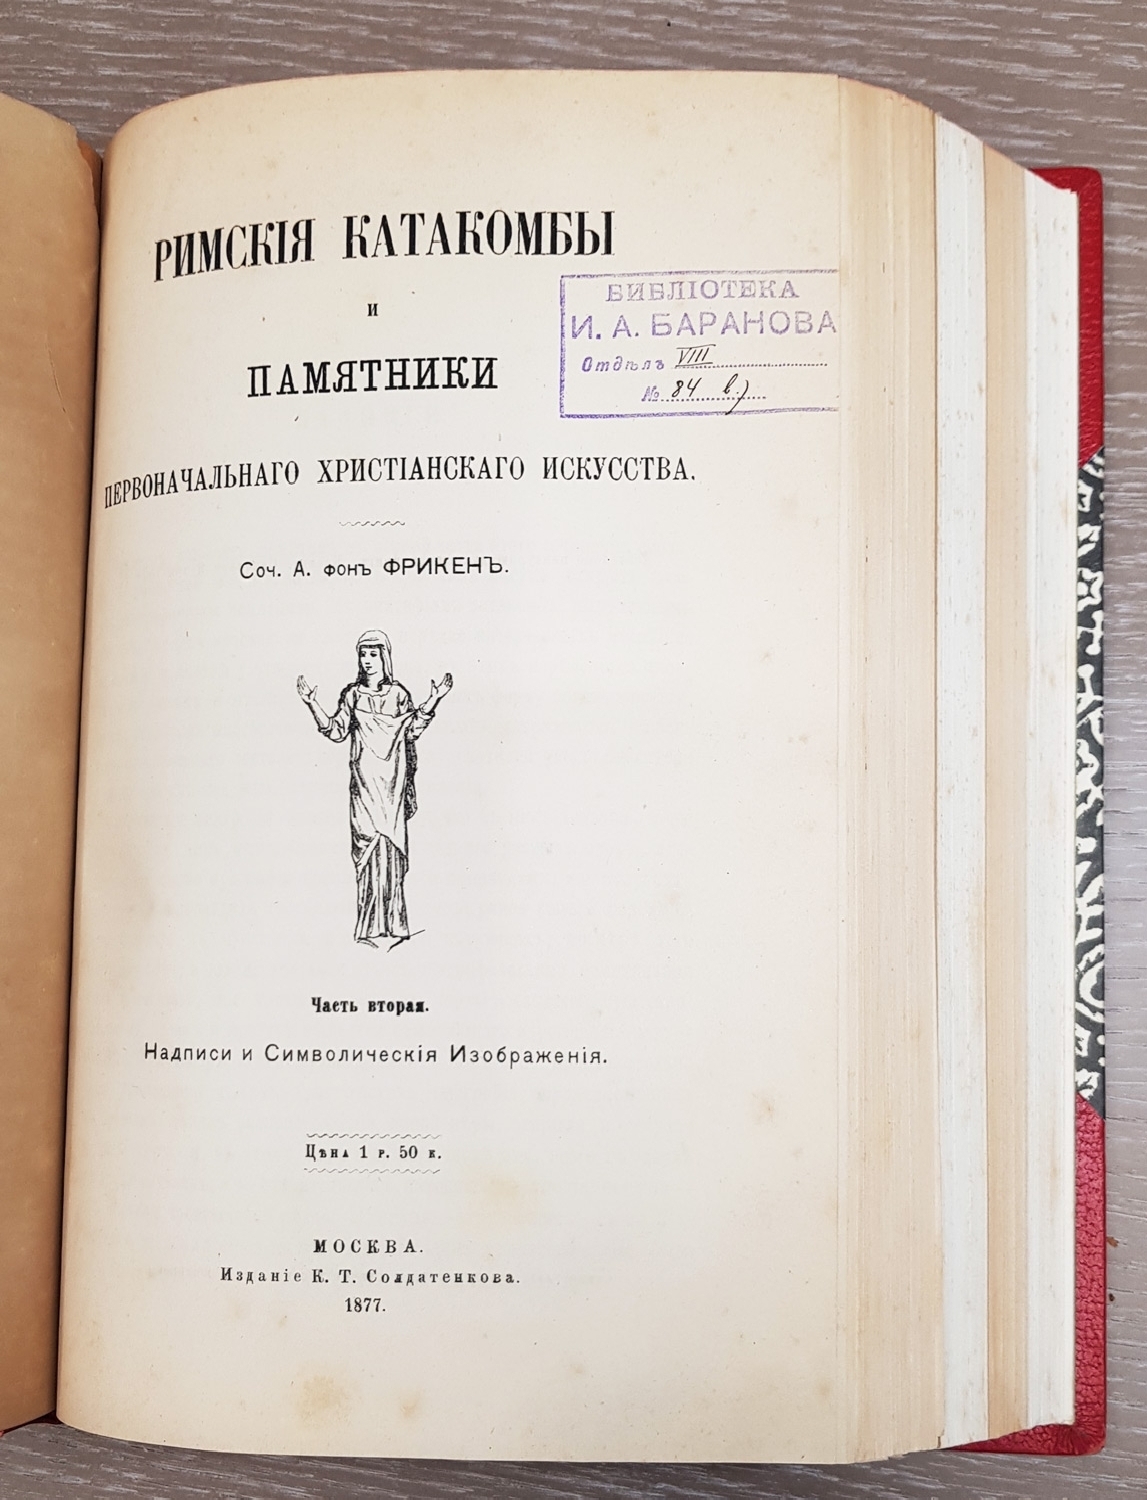 РИМСКІЯ КАТАКОМБЫ
И
ПАМЯТНИКИ
ПЕРВОНАЧАЛЬНАГО ХРИСТІАНСКАГО ИСКУССТВА.
БИБЛІОТЕКА
И. А. БАРАНОВА
Отдѣлъ VIII
№ 84 в.)
Соч. А. фонъ ФРИКЕНЪ.
Часть вторая.
Надписи и Символическія Изображенія.
Цѣна 1 р. 50 к.
МОСКВА.
Изданіе К. Т. Солдатенкова.
1877.